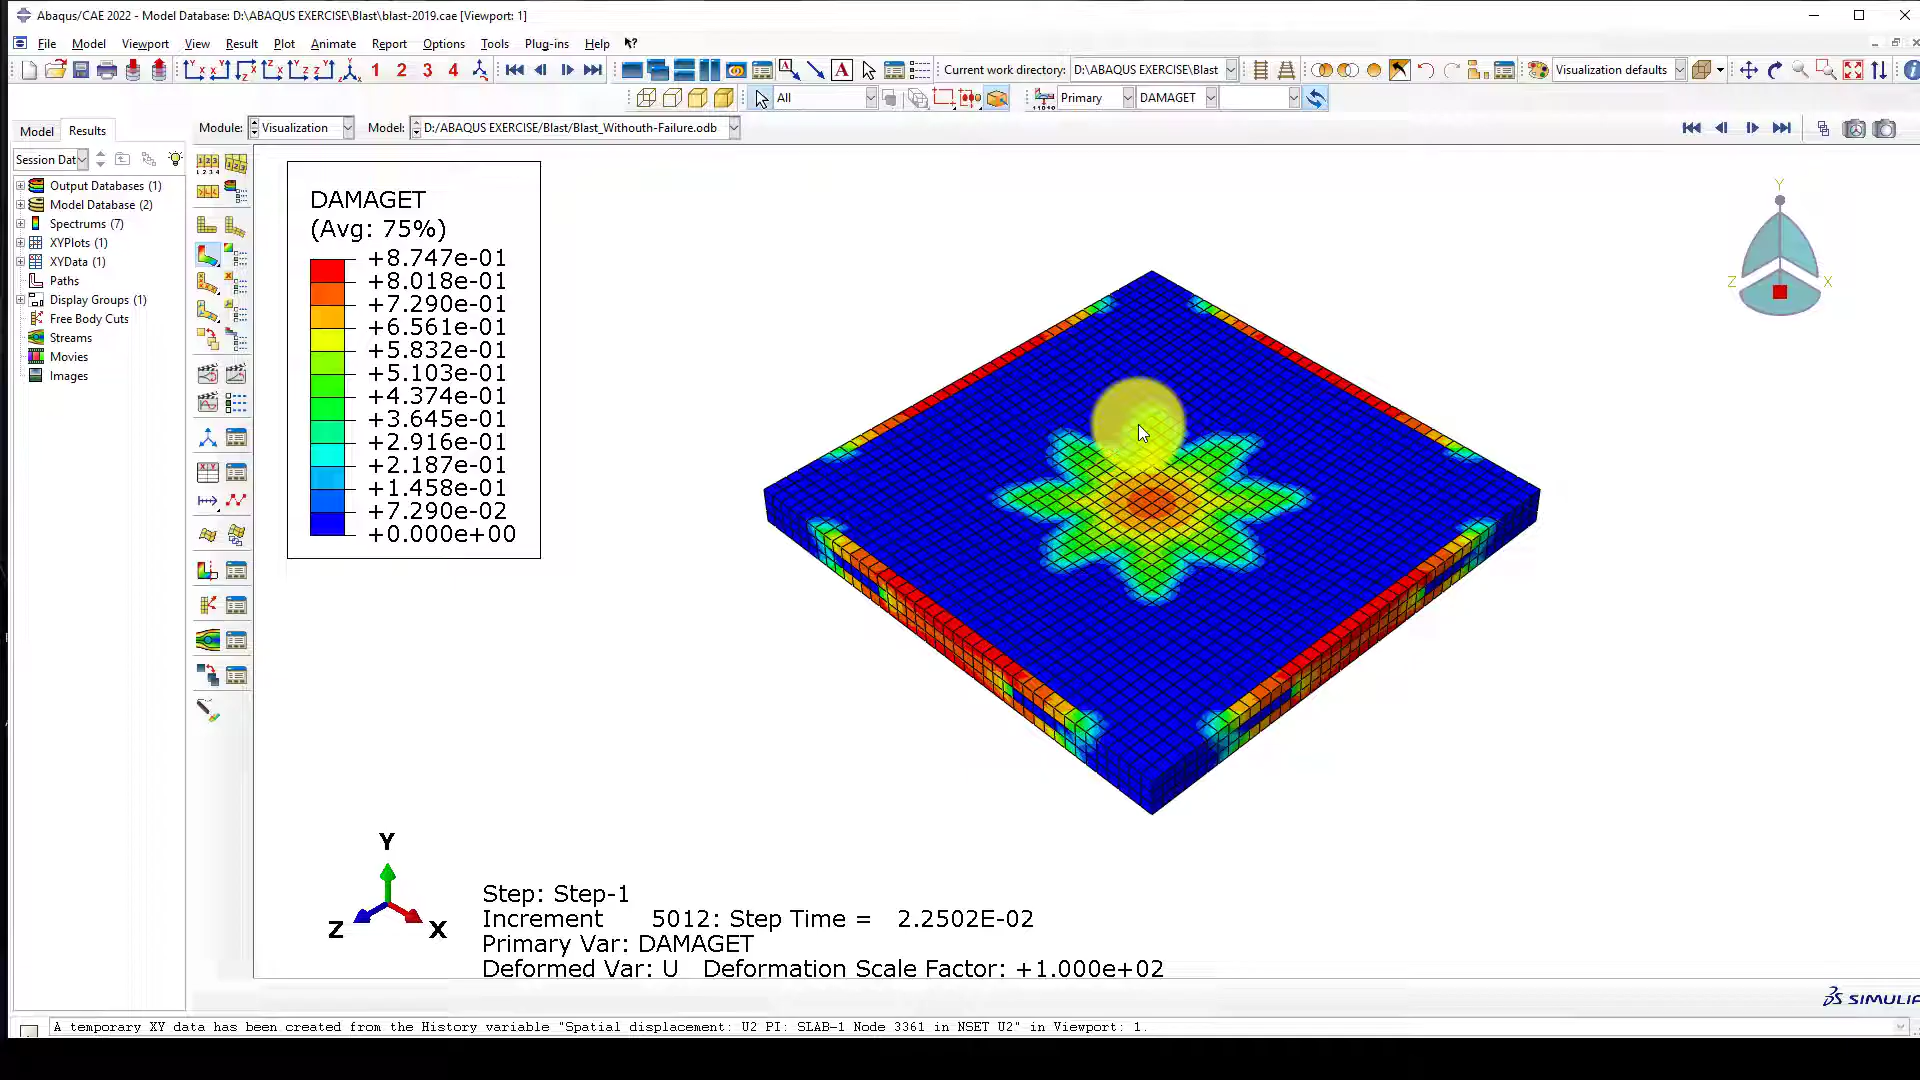 Abaqus/CAE 2022 - Model Database: D:\ABAQUS EXERCISE\Blast\blast-2019.cae [Viewport: 1]
File Model Viewport View Result Plot Animate Report Options Tools Plug-ins Help
1 2 3 4 A Current work directory: D:\ABAQUS EXERCISE\Blast Visualization defaults
All Primary DAMAGET
Model Results Module: Visualization Model: D:/ABAQUS EXERCISE/Blast/Blast_Withouth-Failure.odb
Session Dat
Output Databases (1)
Model Database (2)
Spectrums (7)
XYPlots (1)
XYData (1)
Paths
Display Groups (1)
Free Body Cuts
Streams
Movies
Images
DAMAGET
(Avg: 75%)
+8.747e-01
+8.018e-01
+7.290e-01
+6.561e-01
+5.832e-01
+5.103e-01
+4.374e-01
+3.645e-01
+2.916e-01
+2.187e-01
+1.458e-01
+7.290e-02
+0.000e+00
Y
Z X
Y
Z X
Step: Step-1
Increment 5012: Step Time = 2.2502E-02
Primary Var: DAMAGET
Deformed Var: U Deformation Scale Factor: +1.000e+02
SIMULIA
A temporary XY data has been created from the History variable "Spatial displacement: U2 PI: SLAB-1 Node 3361 in NSET U2" in Viewport: 1.